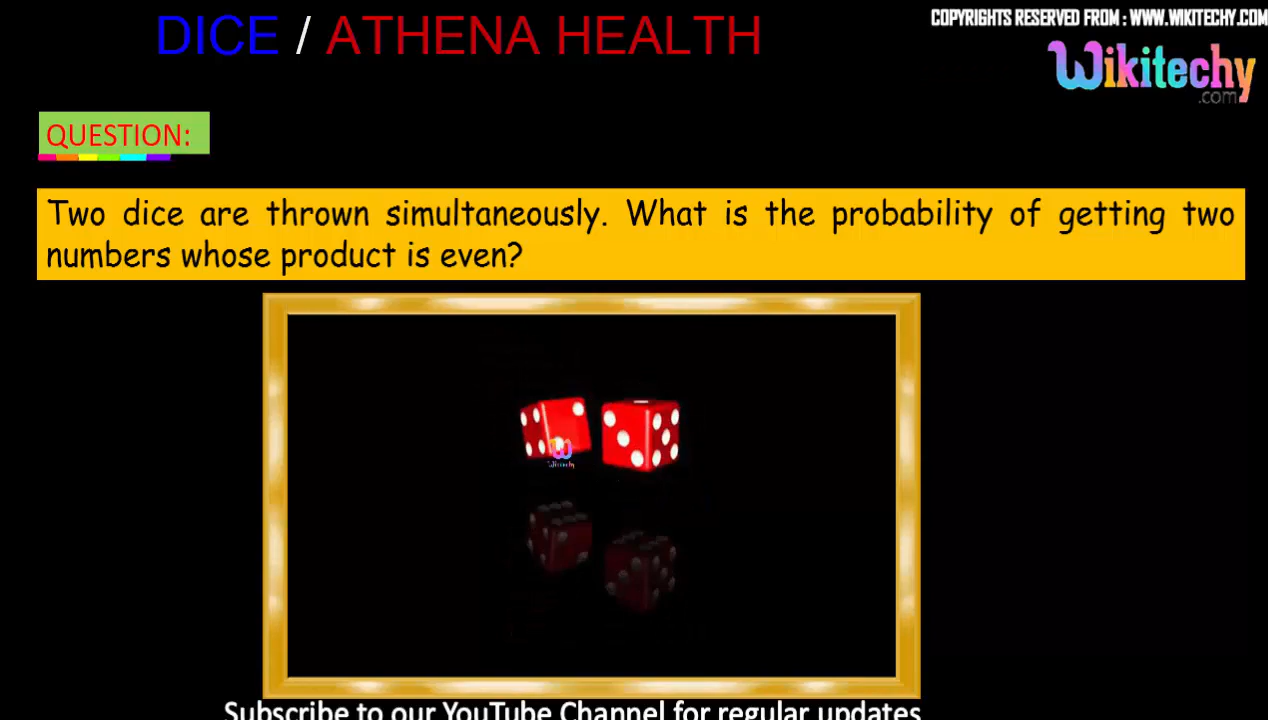 DICE / ATHENA HEALTH
COPYRIGHTS RESERVED FROM : WWW.WIKITECHY.COM
Wikitechy
.com
QUESTION:
Two dice are thrown simultaneously. What is the probability of getting two
numbers whose product is even?
Wikitechy
Subscribe to our YouTube Channel for regular updates